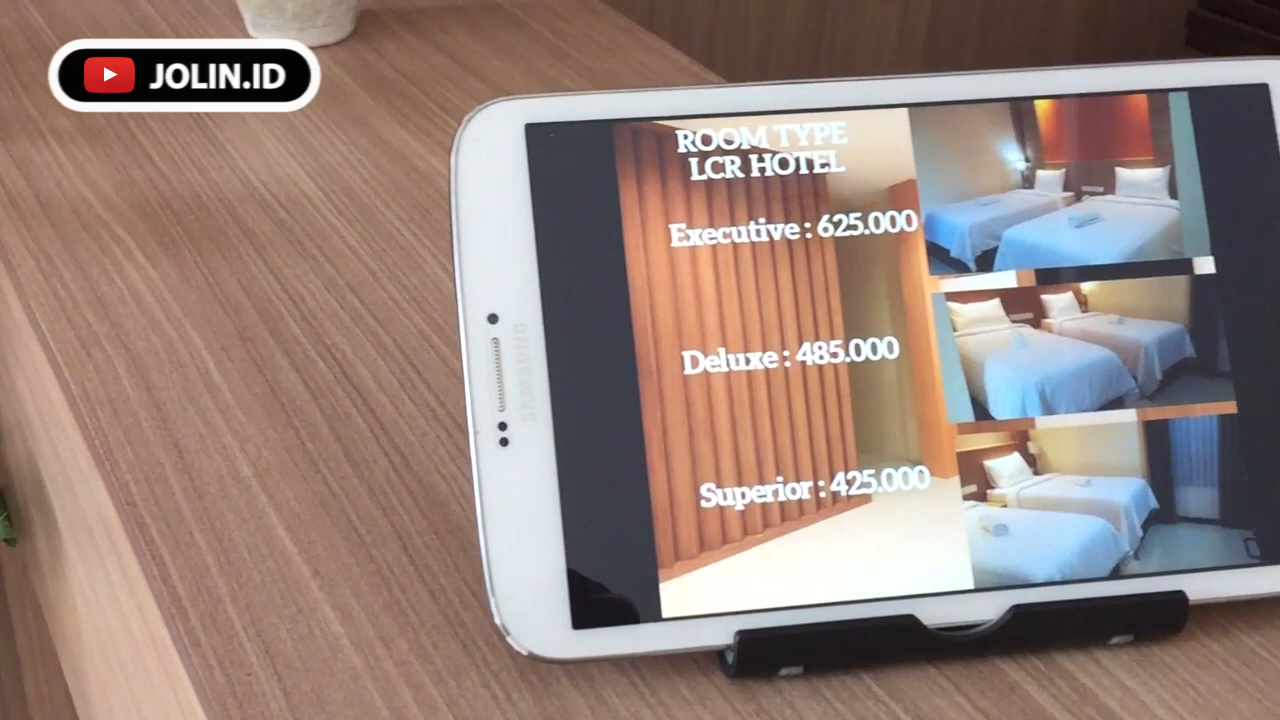 JOLIN.ID
ROOM TYPE
LCR HOTEL
Executive : 625.000
Deluxe : 485.000
Superior : 425.000
SAMSUNG